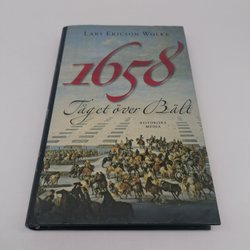 Lars Ericson Wolke
1658
Tåget över Bält
HISTORISKA
MEDIA